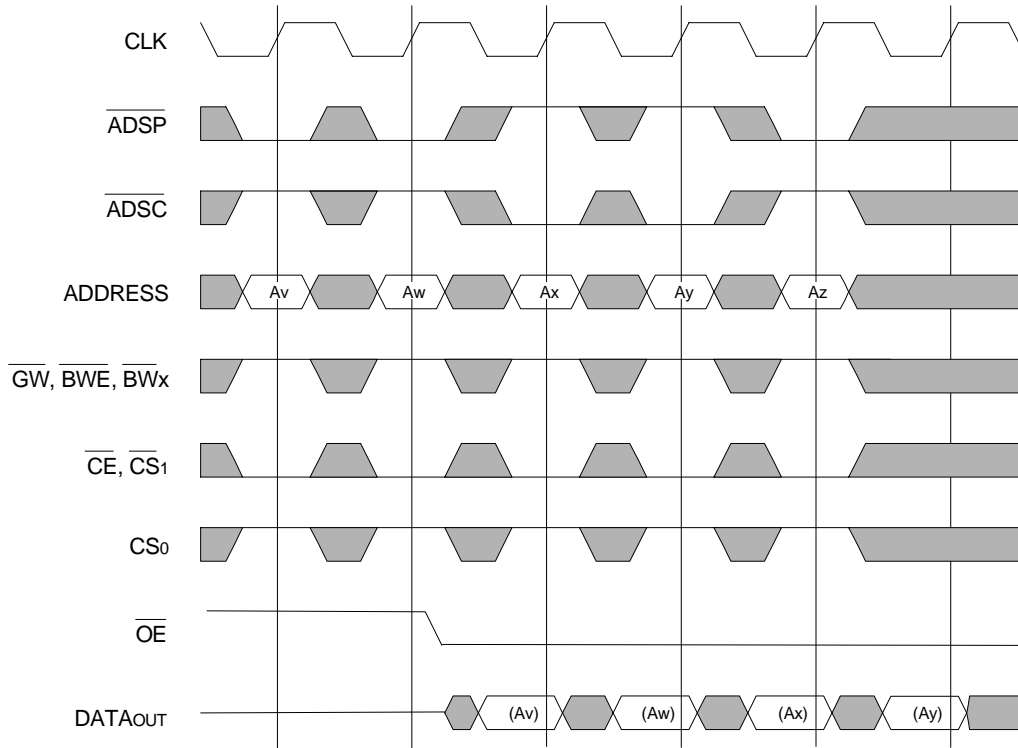 CLK
ADSP
ADSC
ADDRESS Av Aw Ax Ay Az
GW, BWE, BWx
CE, CS1
CS0
OE
DATAOUT (Av) (Aw) (Ax) (Ay)